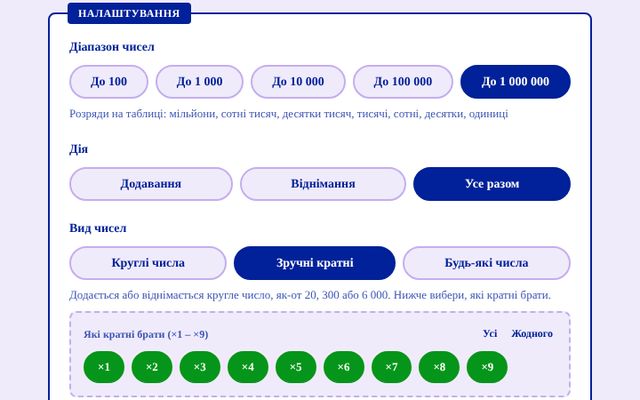 НАЛАШТУВАННЯ
Діапазон чисел
До 100 До 1 000 До 10 000 До 100 000 До 1 000 000
Розряди на таблиці: мільйони, сотні тисяч, десятки тисяч, тисячі, сотні, десятки, одиниці
Дія
Додавання Віднімання Усе разом
Вид чисел
Круглі числа Зручні кратні Будь-які числа
Додається або віднімається кругле число, як-от 20, 300 або 6 000. Нижче вибери, які кратні брати.
Які кратні брати (×1 – ×9) Усі Жодного
×1 ×2 ×3 ×4 ×5 ×6 ×7 ×8 ×9